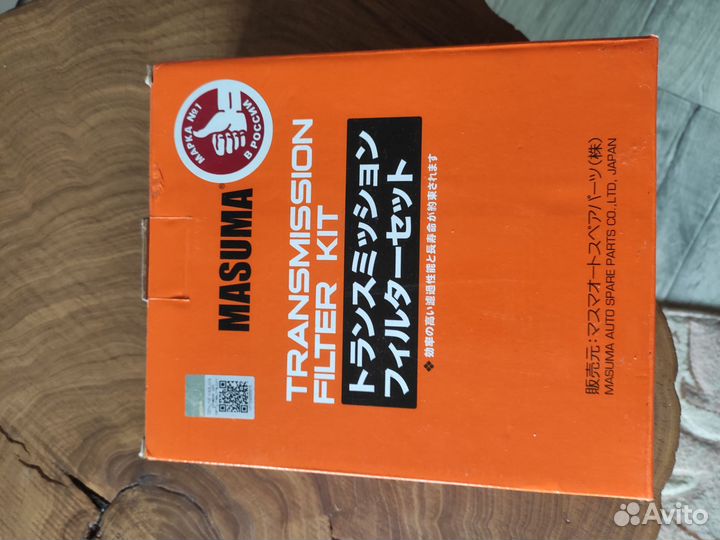 МАРКА №1
В РОССИИ
MASUMA
TRANSMISSION
FILTER KIT
トランスミッション
フィルターセット
❖ 効率の高い濾過性能と長寿命が約束されます
販売元：マスマオートスペアパーツ（株）
MASUMA AUTO SPARE PARTS CO.,LTD, JAPAN
Avito